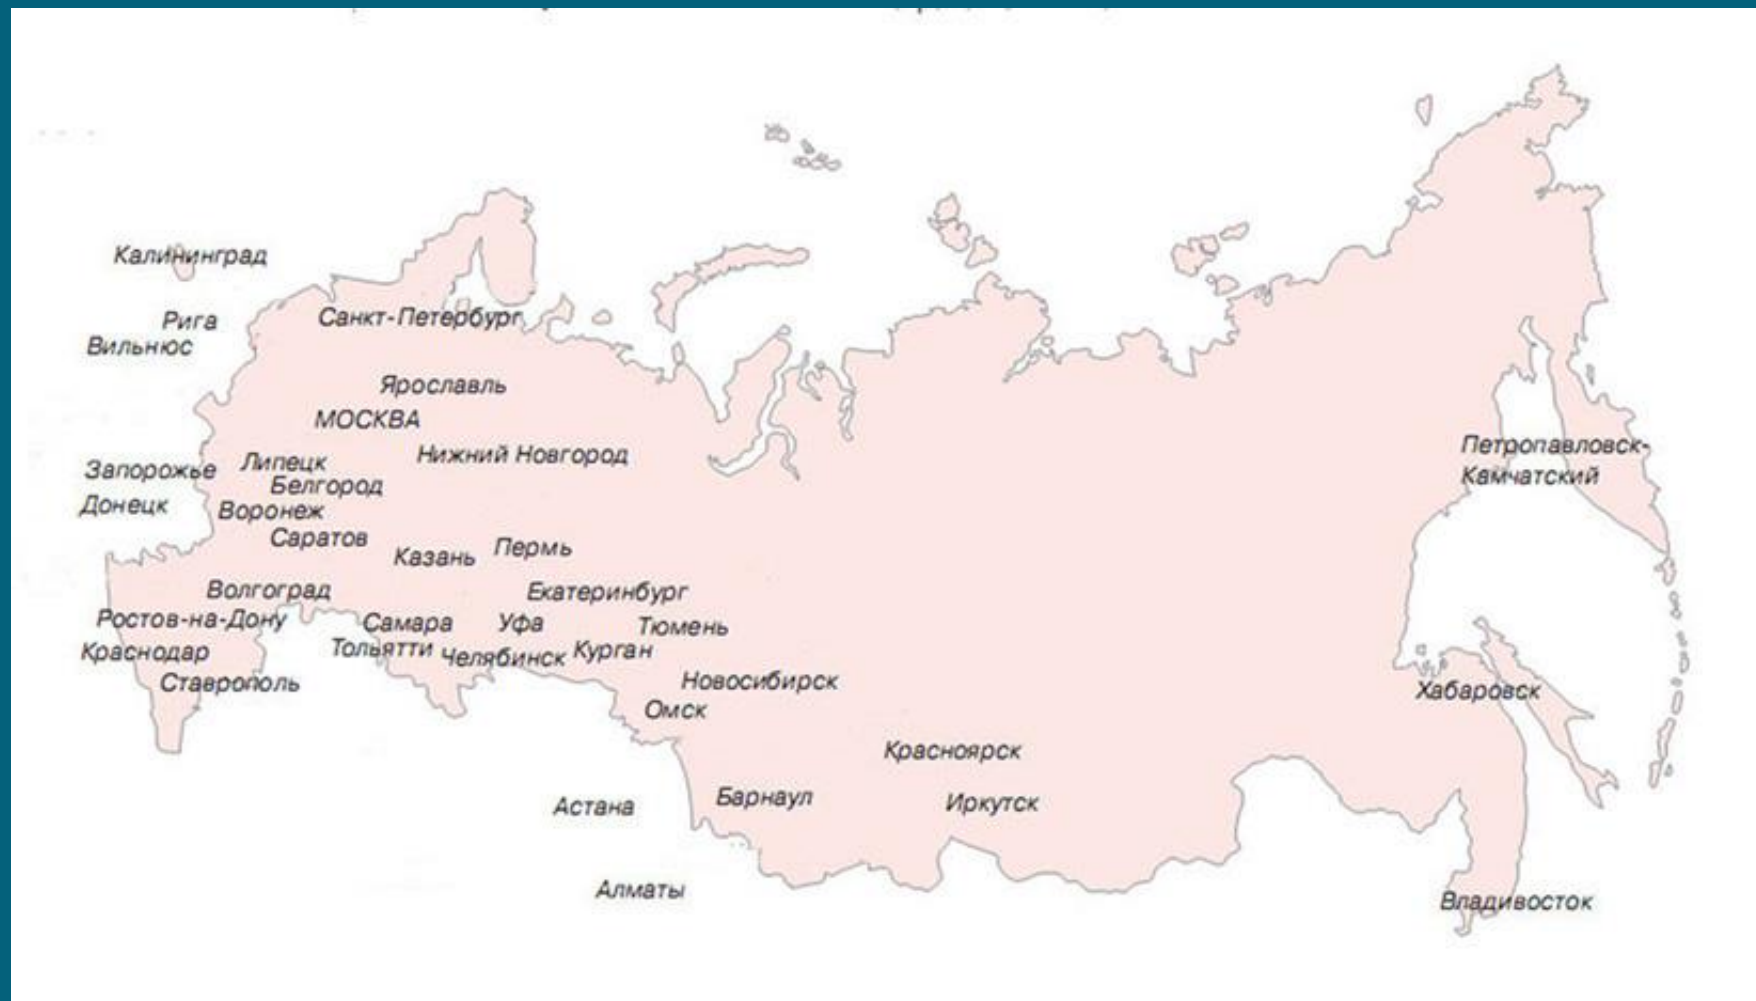 Калининград
Рига
Санкт-Петербург
Вильнюс
Ярославль
МОСКВА
Нижний Новгород
Липецк
Запорожье
Белгород
Донецк
Воронеж
Саратов
Казань
Пермь
Волгоград
Екатеринбург
Ростов-на-Дону
Самара
Уфа
Тюмень
Краснодар
Тольятти
Челябинск
Курган
Ставрополь
Новосибирск
Омск
Красноярск
Астана
Барнаул
Иркутск
Алматы
Петропавловск-
Камчатский
Хабаровск
Владивосток